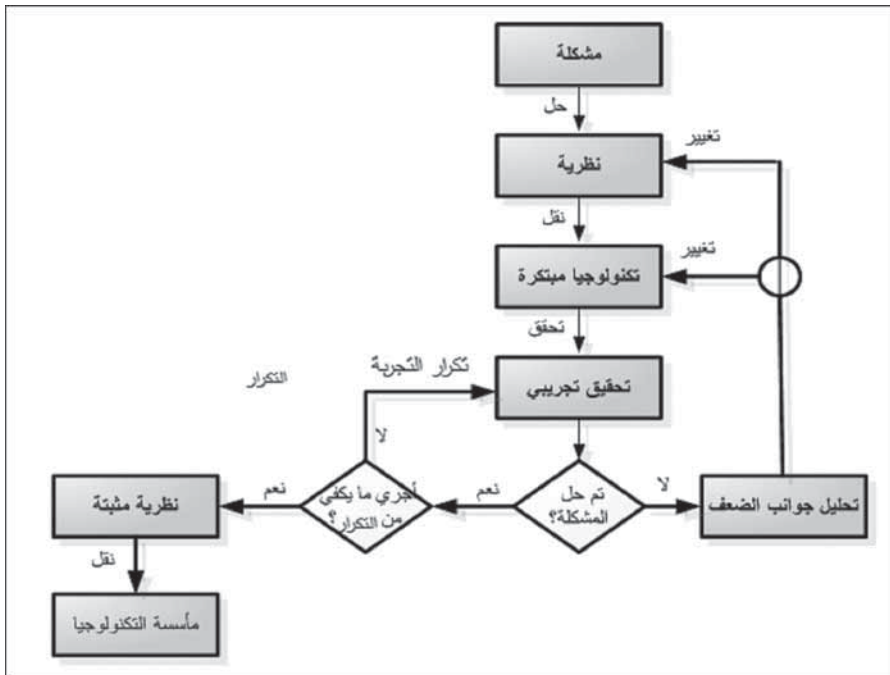 مشكلة
حل
نظرية
تغيير
نقل
تكنولوجيا مبتكرة
تغيير
تحقق
تحقيق تجريبي
تكرار التجربة
التكرار
لا
تم حل
المشكلة؟
لا
تحليل جوانب الضعف
نعم
أجري ما يكفي
من التكرار؟
نعم
نظرية مثبتة
نقل
مأسسة التكنولوجيا